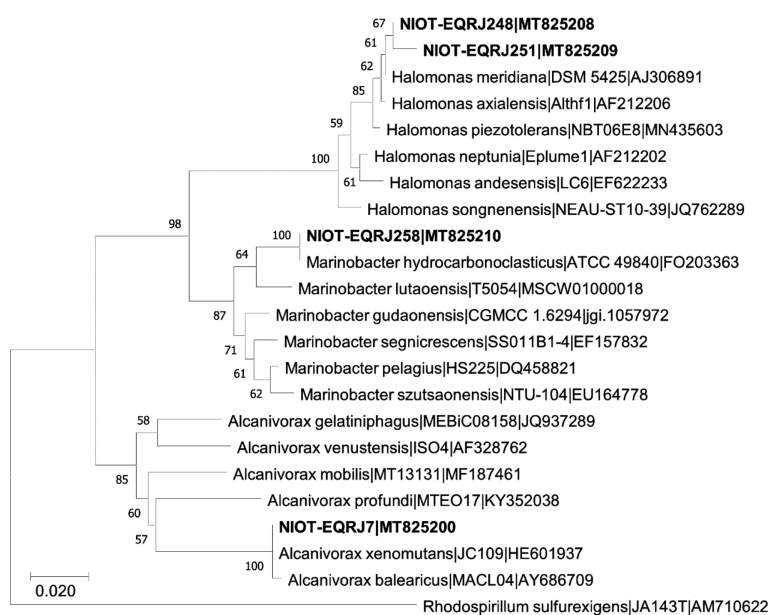 67
NIOT-EQRJ248|MT825208
61
NIOT-EQRJ251|MT825209
62
Halomonas meridiana|DSM 5425|AJ306891
85
Halomonas axialensis|Althf1|AF212206
59
Halomonas piezotolerans|NBT06E8|MN435603
100
Halomonas neptunia|Eplume1|AF212202
61
Halomonas andesensis|LC6|EF622233
Halomonas songnenensis|NEAU-ST10-39|JQ762289
98
100
NIOT-EQRJ258|MT825210
64
Marinobacter hydrocarbonoclasticus|ATCC 49840|FO203363
Marinobacter lutaoensis|T5054|MSCW01000018
87
Marinobacter gudaonensis|CGMCC 1.6294|jgi.1057972
71
Marinobacter segnicrescens|SS011B1-4|EF157832
61
Marinobacter pelagius|HS225|DQ458821
62
Marinobacter szutsaonensis|NTU-104|EU164778
58
Alcanivorax gelatiniphagus|MEBiC08158|JQ937289
Alcanivorax venustensis|ISO4|AF328762
85
Alcanivorax mobilis|MT13131|MF187461
60
Alcanivorax profundi|MTEO17|KY352038
57
NIOT-EQRJ7|MT825200
Alcanivorax xenomutans|JC109|HE601937
100
Alcanivorax balearicus|MACL04|AY686709
0.020
Rhodospirillum sulfurexigens|JA143T|AM710622